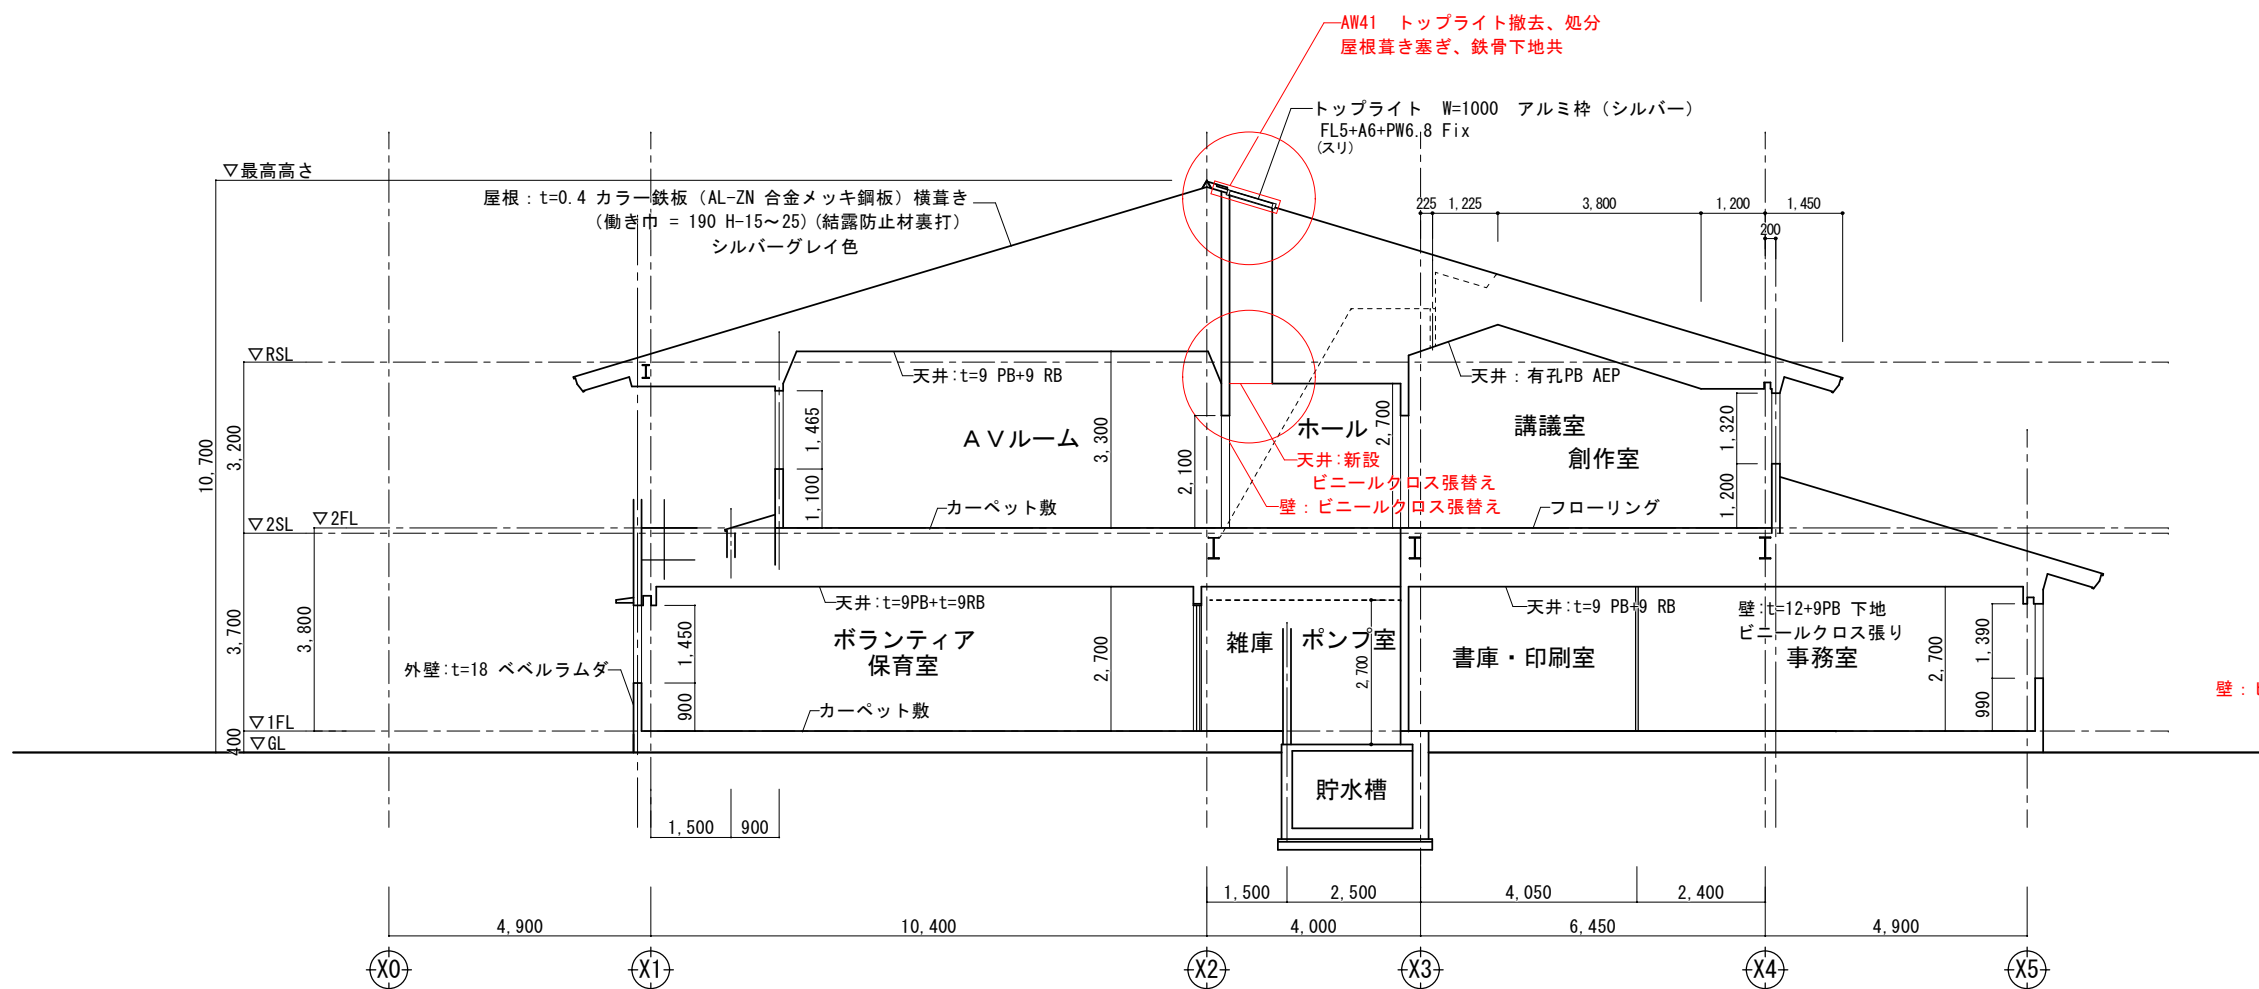 AW41 トップライト撤去、処分
屋根葺き塞ぎ、鉄骨下地共
トップライト W=1000 アルミ枠（シルバー）
FL5+A6+PW6.8 Fix
(スリ)
▽最高高さ
屋根：t=0.4 カラー鉄板（AL-ZN 合金メッキ鋼板）横葺き
（働き巾 = 190 H-15～25）(結露防止材裏打)
シルバーグレイ色
225 1,225 3,800 1,200 1,450
200
▽RSL
天井:t=9 PB+9 RB
天井：有孔PB AEP
10,700
3,200
1,465
1,100
ＡＶルーム
3,300
2,100
ホール
2,700
講議室
創作室
1,320
1,200
天井:新設
ビニールクロス張替え
壁：ビニールクロス張替え
カーペット敷
フローリング
▽2SL
▽2FL
天井:t=9PB+t=9RB
天井:t=9 PB+9 RB
壁:t=12+9PB 下地
ビニールクロス張り
3,700
3,800
1,450
900
ボランティア
保育室
2,700
雑庫
ポンプ室
2,700
書庫・印刷室
事務室
2,700
1,390
990
外壁:t=18 ベベルラムダ
カーペット敷
壁：
▽1FL
400
▽GL
貯水槽
1,500 900
1,500 2,500 4,050 2,400
4,900 10,400 4,000 6,450 4,900
X0 X1 X2 X3 X4 X5